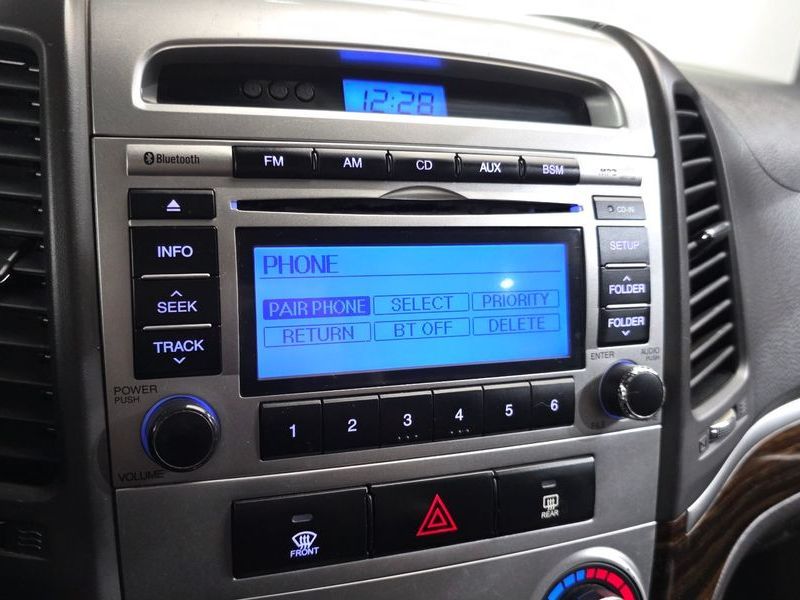 12:28
Bluetooth
FM AM CD AUX BSM
CD-IN
INFO
SETUP
PHONE
PAIR PHONE SELECT PRIORITY
RETURN BT OFF DELETE
SEEK
TRACK
FOLDER
FOLDER
ENTER
AUDIO
PUSH
POWER
PUSH
VOLUME
1 2 3 4 5 6
FILE
FRONT
REAR